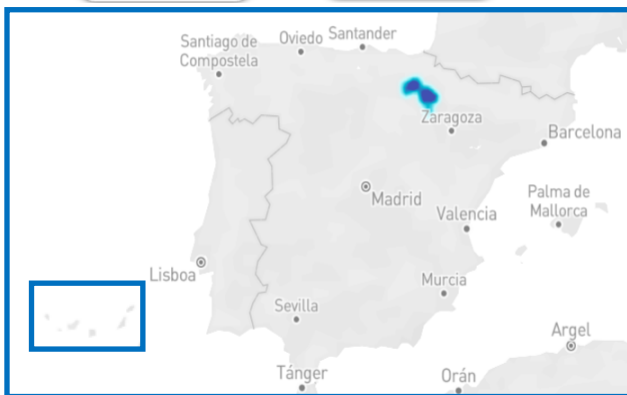 Santiago de
Compostela
Oviedo
Santander
Zaragoza
Barcelona
Madrid
Palma de
Mallorca
Valencia
Lisboa
Murcia
Sevilla
Argel
Tánger
Orán